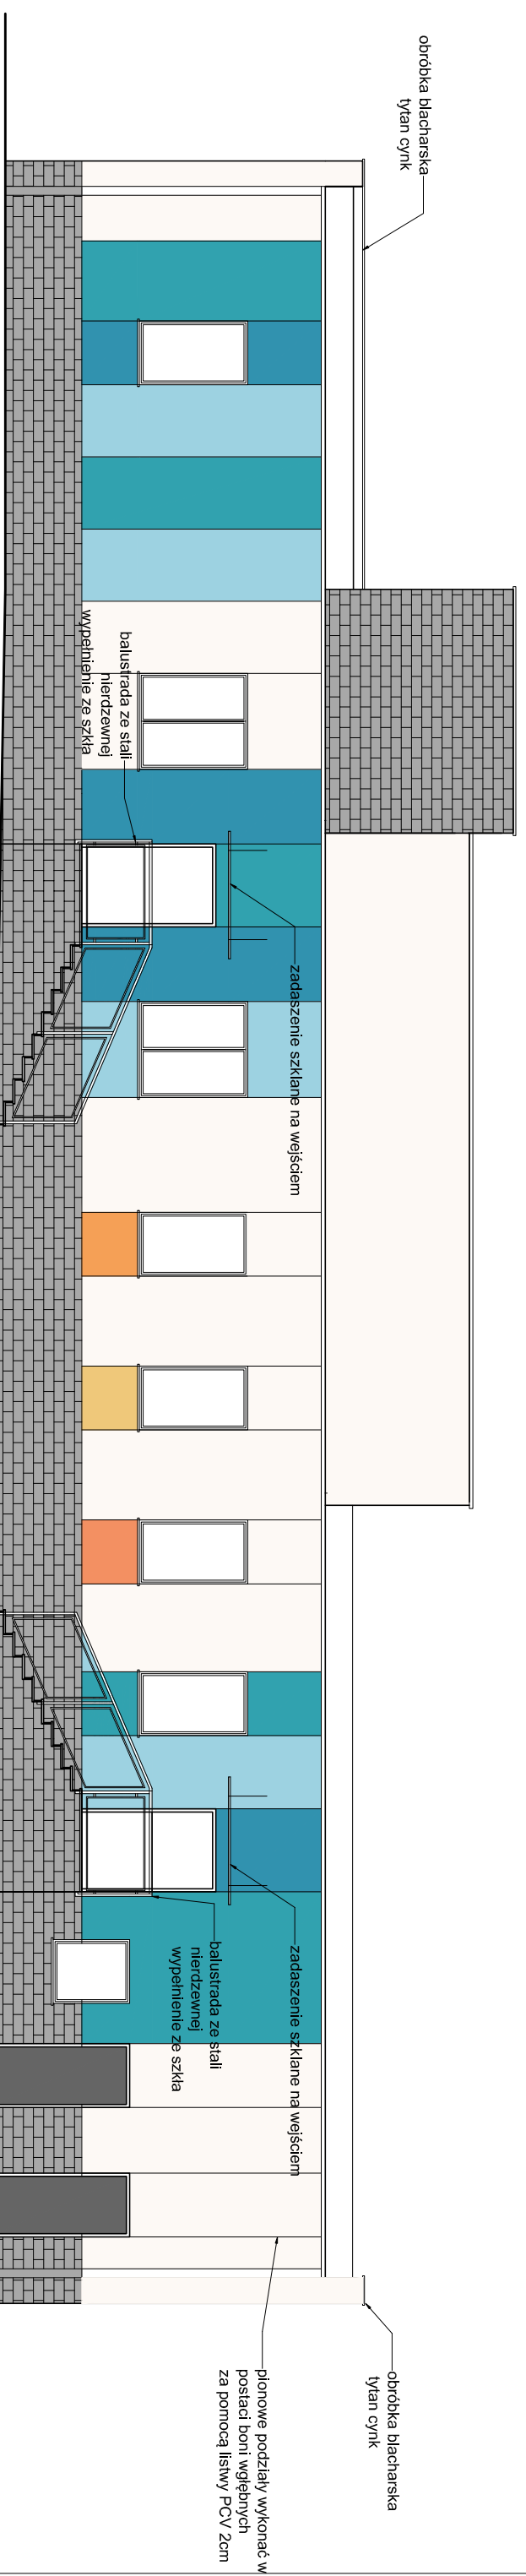 obróbka blacharska
tytan cynk
balustrada ze stali
nierdzewnej
wypełnienie ze szkła
zadaszenie szklane na wejściem
zadaszenie szklane na wejściem
balustrada ze stali
nierdzewnej
wypełnienie ze szkła
obróbka blacharska
tytan cynk
pionowe podziały wykonać w
postaci boni wgłębnych
za pomocą listwy PCV 2cm